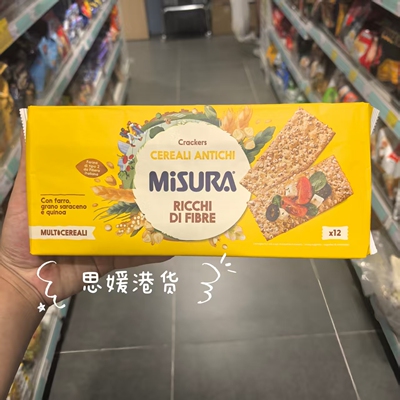 Crackers
CEREALI ANTICHI
MiSURA
RICCHI
DI FIBRE
Con farro,
grano saraceno
e quinoa
MULTICEREALI
x12
思媛港货